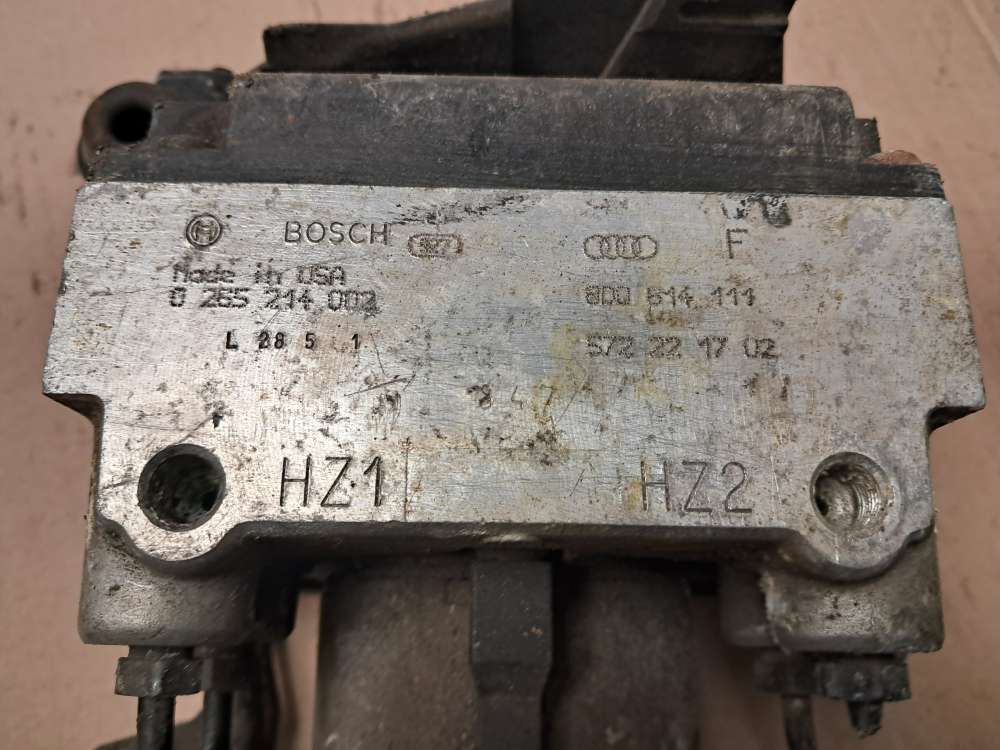 BOSCH 927 F
Made in USA
0 265 214 002 8D0 614 111
L 28 5 1 572 22 17 02
HZ1 HZ2